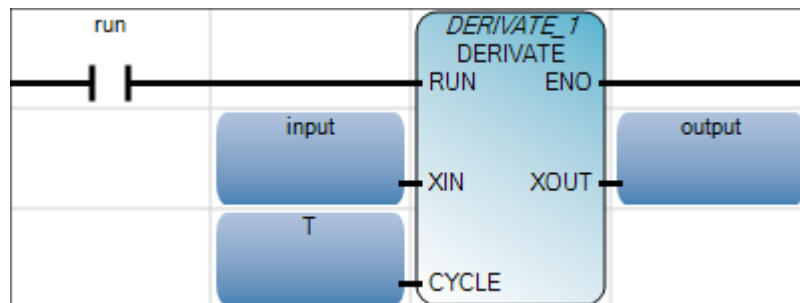 run
DERIVATE_1
DERIVATE
RUN ENO
input
output
XIN XOUT
T
CYCLE